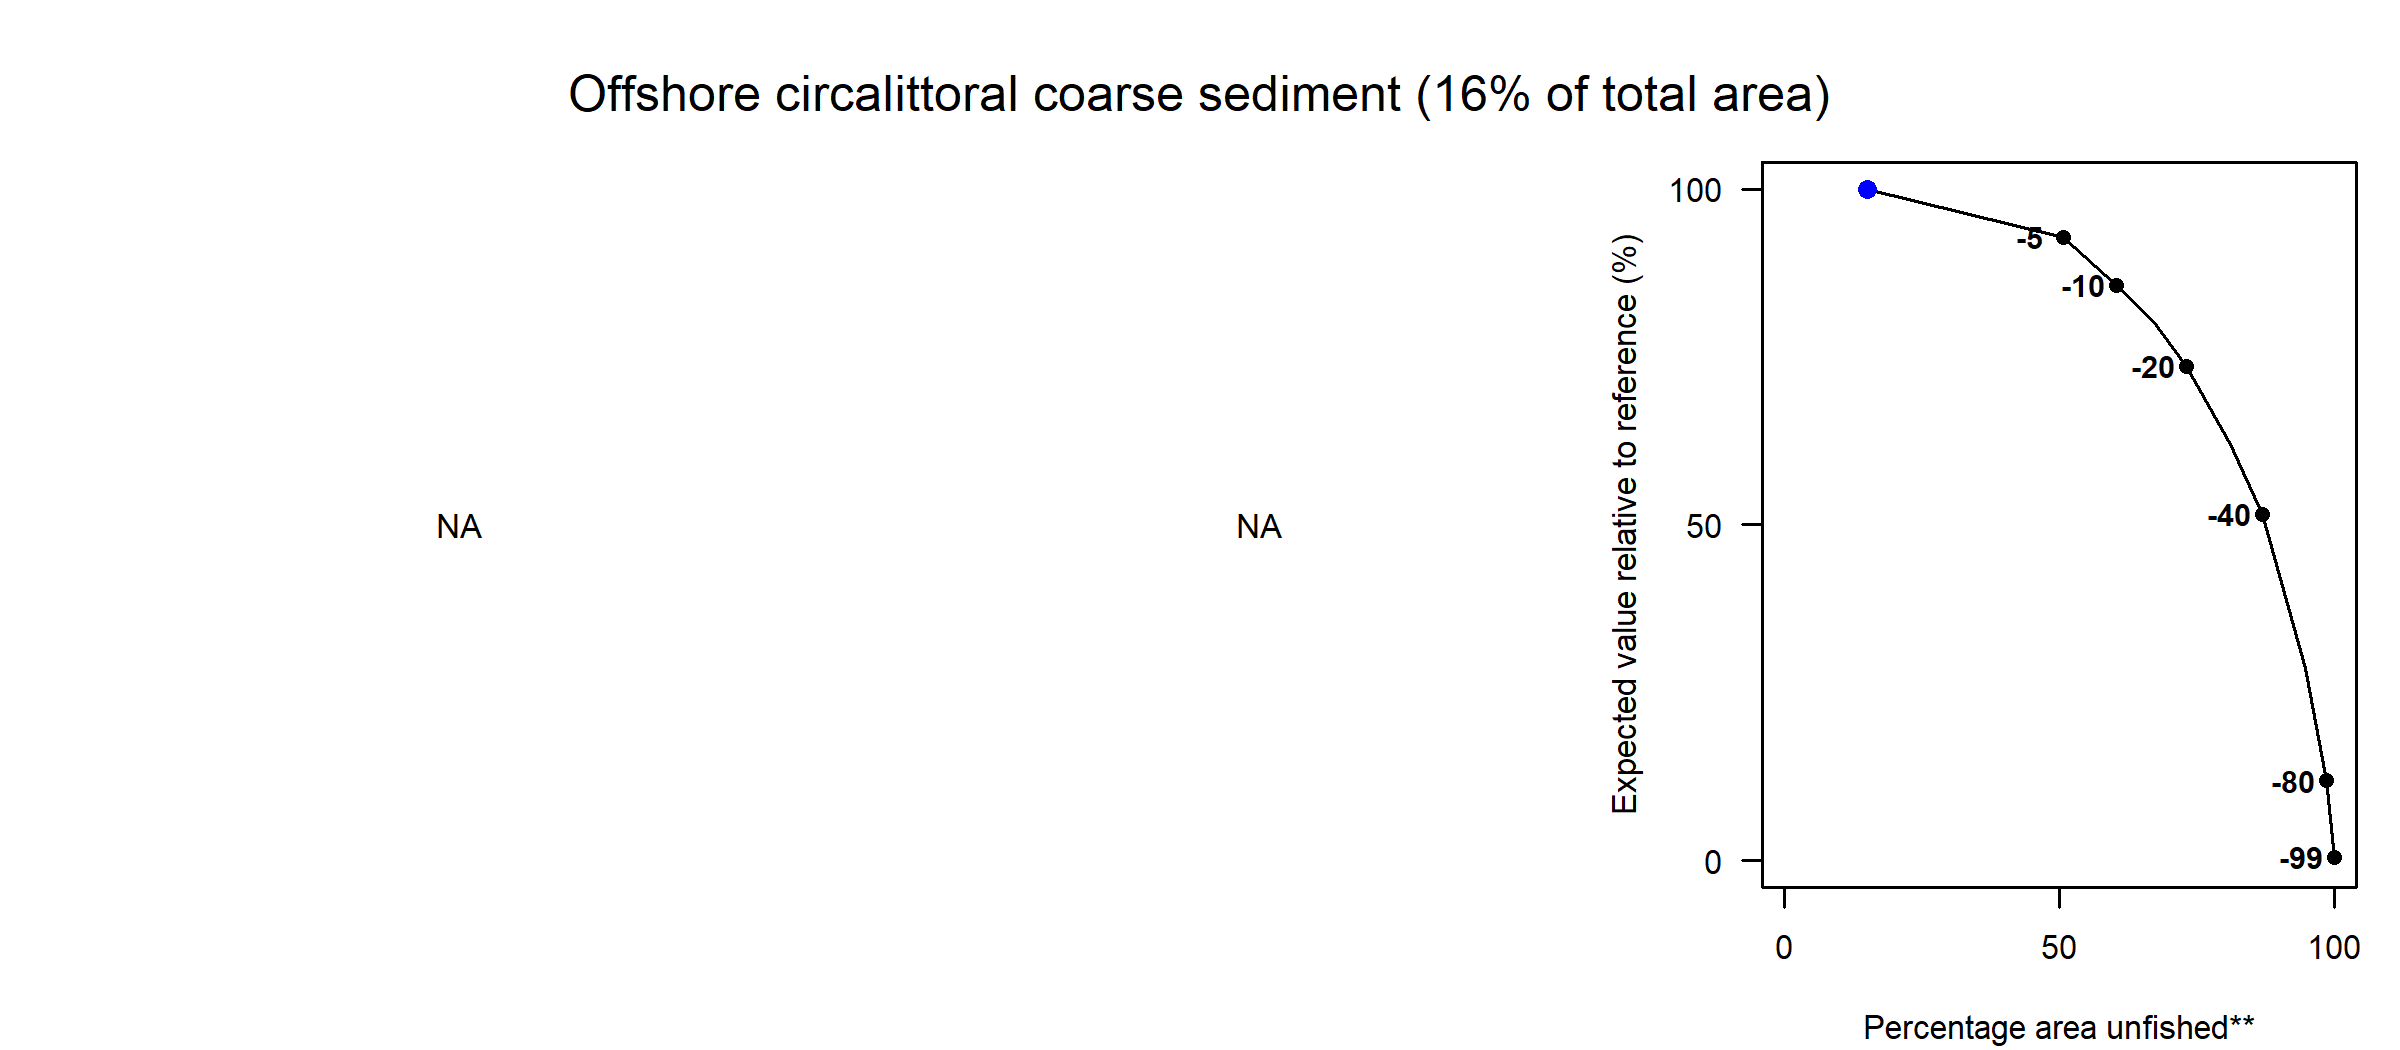 Offshore circalittoral coarse sediment (16% of total area)
NA
NA
Expected value relative to reference (%)
100
50
0
-5
-10
-20
-40
-80
-99
0
50
100
Percentage area unfished**